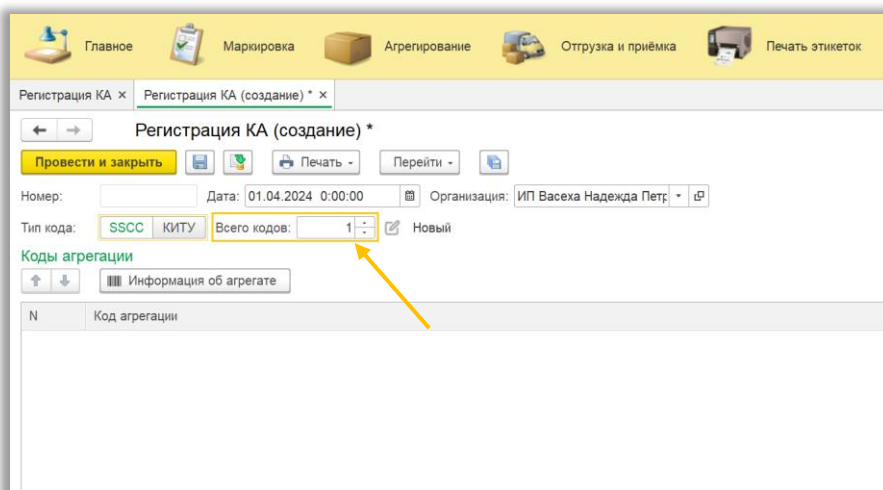 Главное Маркировка Агрегирование Отгрузка и приёмка Печать этикеток
Регистрация КА × Регистрация КА (создание) * ×
Регистрация КА (создание) *
Провести и закрыть Печать Перейти
Номер: Дата: 01.04.2024 0:00:00 Организация: ИП Васеха Надежда Петр
Тип кода: SSCC КИТУ Всего кодов: 1 Новый
Коды агрегации
Информация об агрегате
N Код агрегации